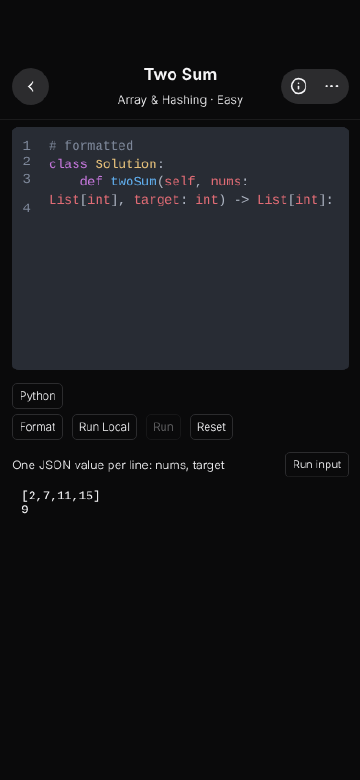 Two Sum
Array & Hashing · Easy
1 # formatted
2 class Solution:
3     def twoSum(self, nums:
List[int], target: int) -> List[int]:
4
Python
Format Run Local Run Reset
One JSON value per line: nums, target Run input
[2,7,11,15]
9